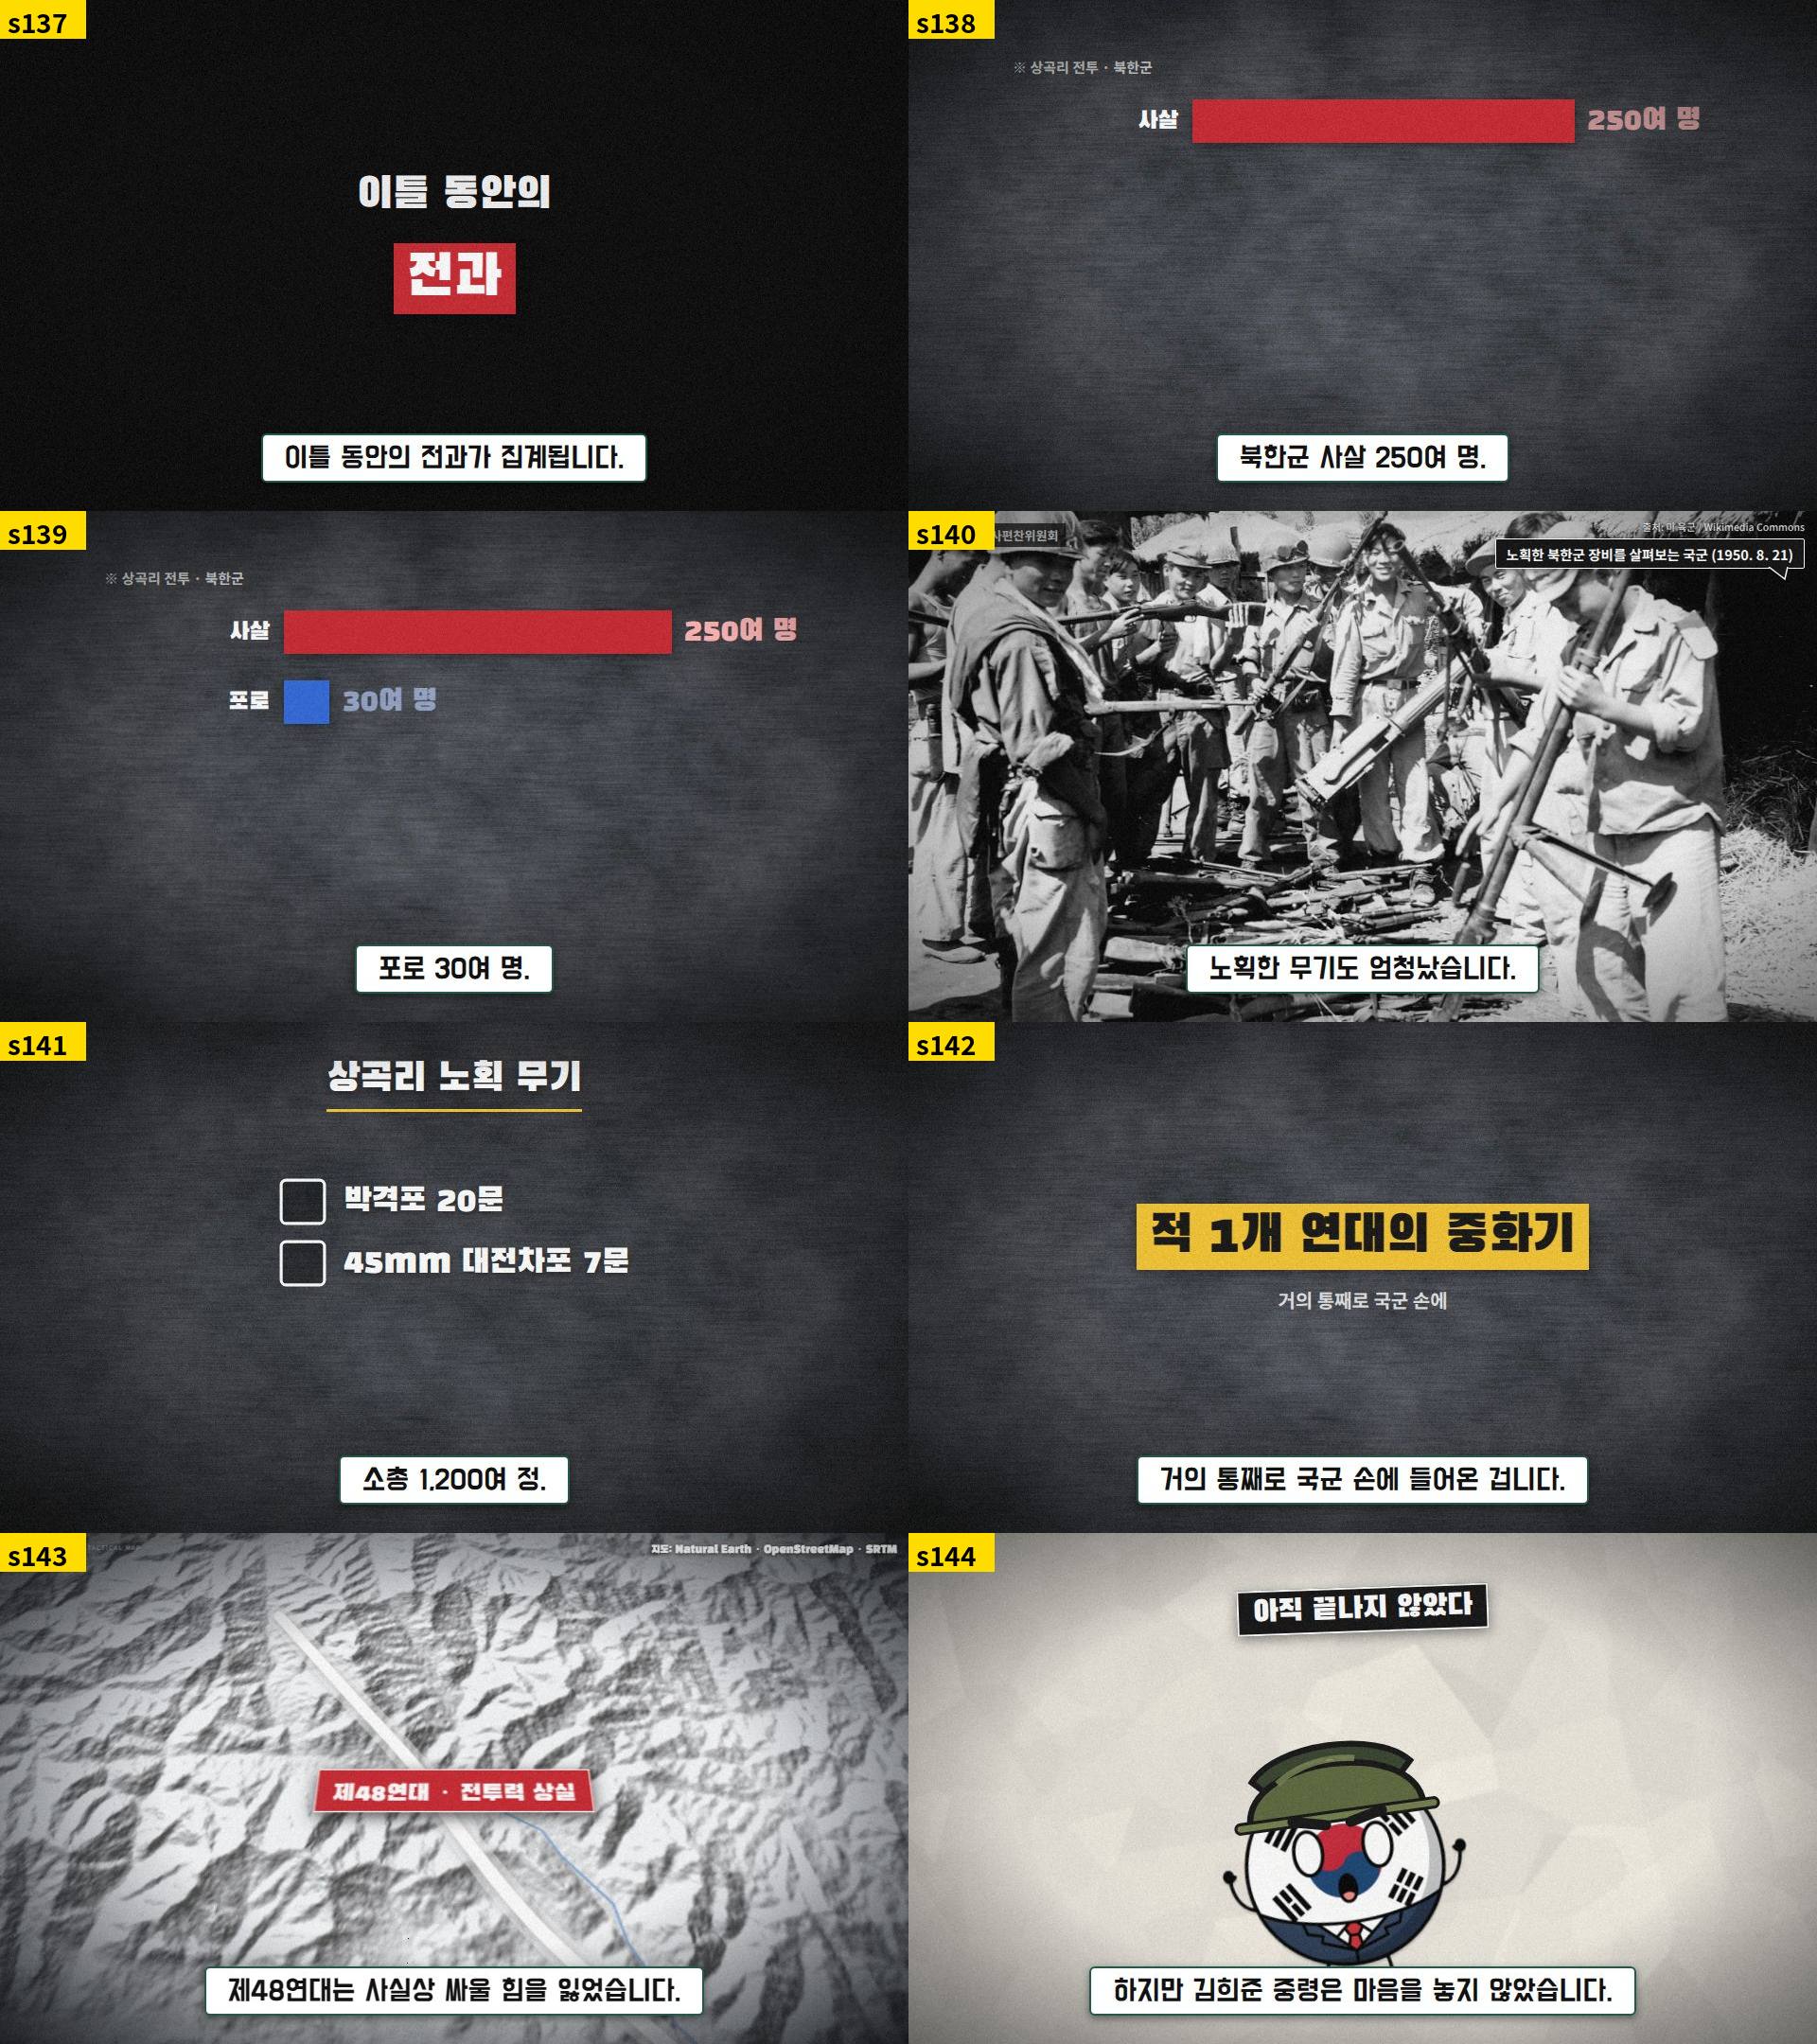 s137
이틀 동안의
전과
이틀 동안의 전과가 집계됩니다.
s138
※ 상곡리 전투 · 북한군
사살
250여 명
북한군 사살 250여 명.
s139
※ 상곡리 전투 · 북한군
사살
250여 명
포로
30여 명
포로 30여 명.
s140
사편찬위원회
출처: 미 육군 / Wikimedia Commons
노획한 북한군 장비를 살펴보는 국군 (1950. 8. 21)
노획한 무기도 엄청났습니다.
s141
상곡리 노획 무기
박격포 20문
45mm 대전차포 7문
소총 1,200여 정.
s142
적 1개 연대의 중화기
거의 통째로 국군 손에
거의 통째로 국군 손에 들어온 겁니다.
s143
TACTICAL MAP
지도: Natural Earth · OpenStreetMap · SRTM
제48연대 · 전투력 상실
제48연대는 사실상 싸울 힘을 잃었습니다.
s144
아직 끝나지 않았다
하지만 김희준 중령은 마음을 놓지 않았습니다.